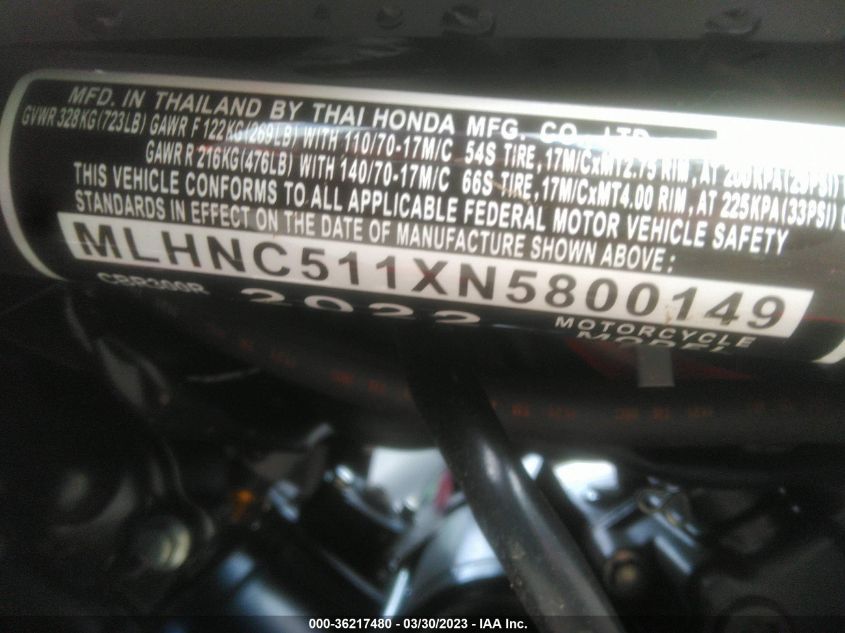 MFD. IN THAILAND BY THAI HONDA MFG. CO., LTD.
GVWR 328KG(723LB) GAWR F 122KG(269LB) WITH 110/70-17M/C 54S TIRE, 17M/CxMT2.75 RIM, AT 200KPA(29PSI)
GAWR R 216KG(476LB) WITH 140/70-17M/C 66S TIRE, 17M/CxMT4.00 RIM, AT 225KPA(33PSI)
THIS VEHICLE CONFORMS TO ALL APPLICABLE FEDERAL MOTOR VEHICLE SAFETY
STANDARDS IN EFFECT ON THE DATE OF MANUFACTURE SHOWN ABOVE:
MLHNC511XN5800149
CBR300R 2022 MOTORCYCLE
MODEL
000-36217480 - 03/30/2023 - IAA Inc.